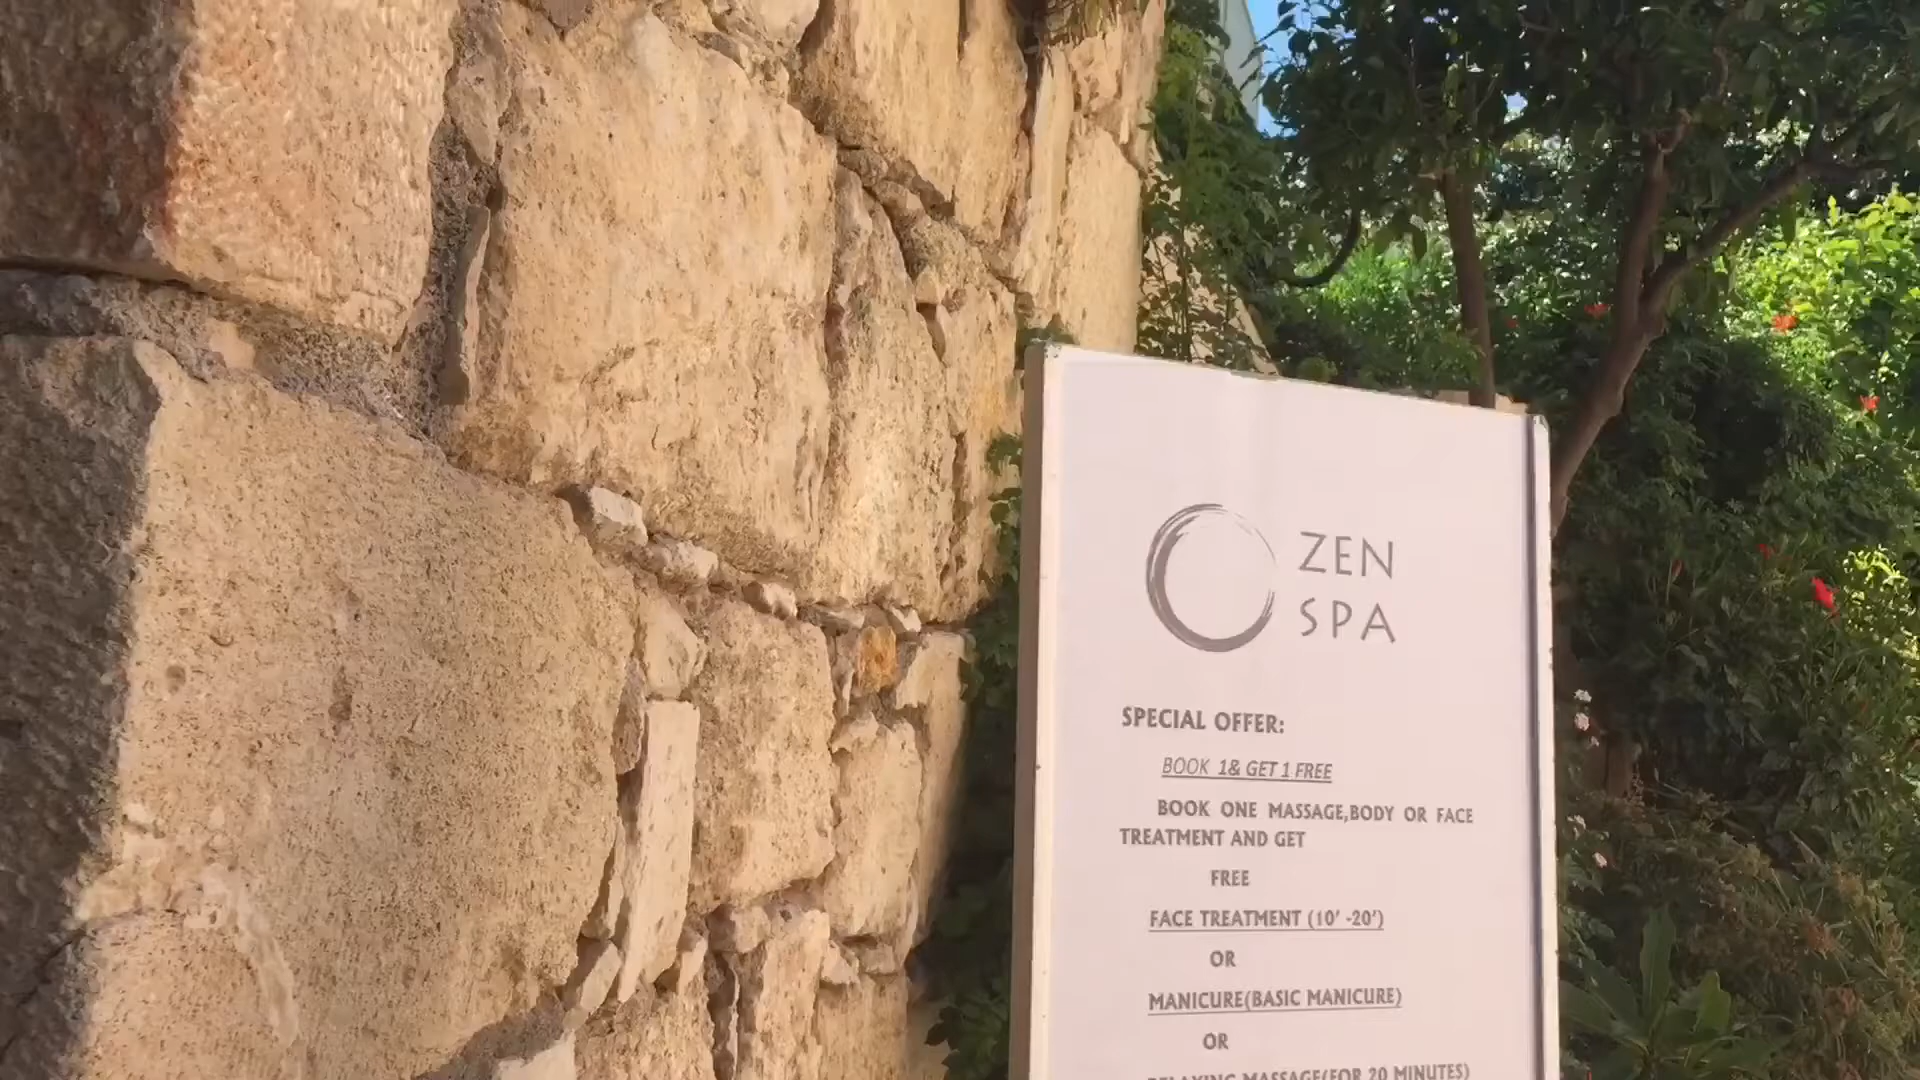 ZEN
SPA
SPECIAL OFFER:
BOOK 1& GET 1 FREE
BOOK ONE MASSAGE,BODY OR FACE
TREATMENT AND GET
FREE
FACE TREATMENT (10' -20')
OR
MANICURE(BASIC MANICURE)
OR
RELAXING MASSAGE(FOR 20 MINUTES)